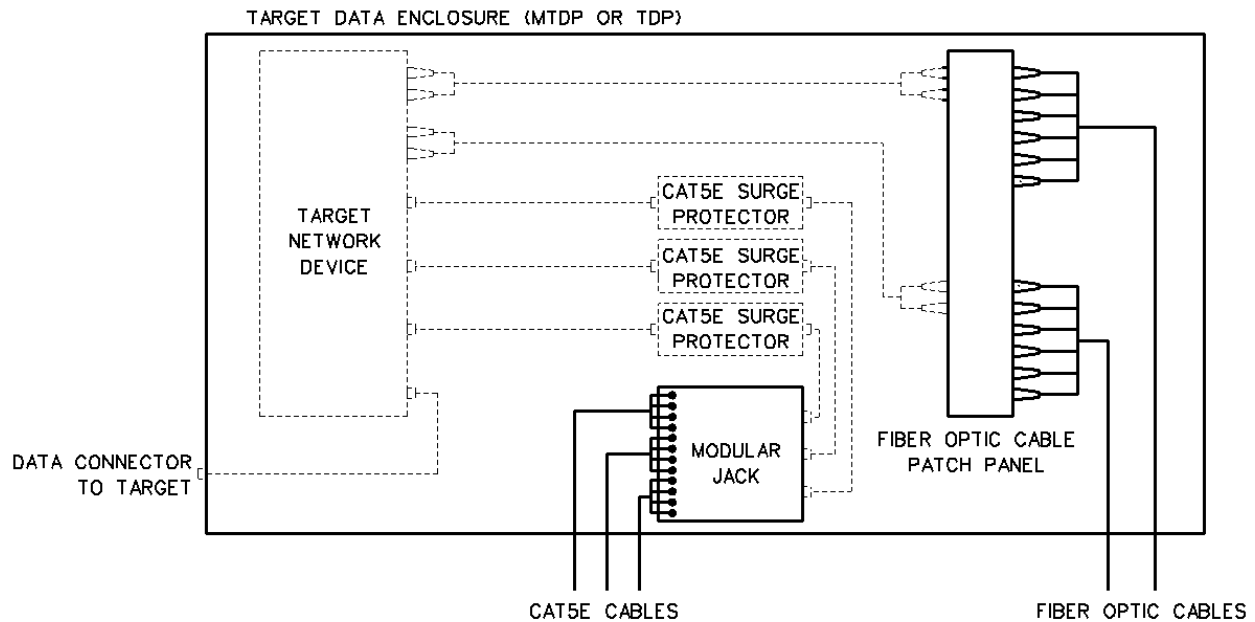 TARGET DATA ENCLOSURE (MTDP OR TDP)
TARGET
NETWORK
DEVICE
CAT5E SURGE
PROTECTOR
CAT5E SURGE
PROTECTOR
CAT5E SURGE
PROTECTOR
MODULAR
JACK
FIBER OPTIC CABLE
PATCH PANEL
DATA CONNECTOR
TO TARGET
CAT5E CABLES
FIBER OPTIC CABLES